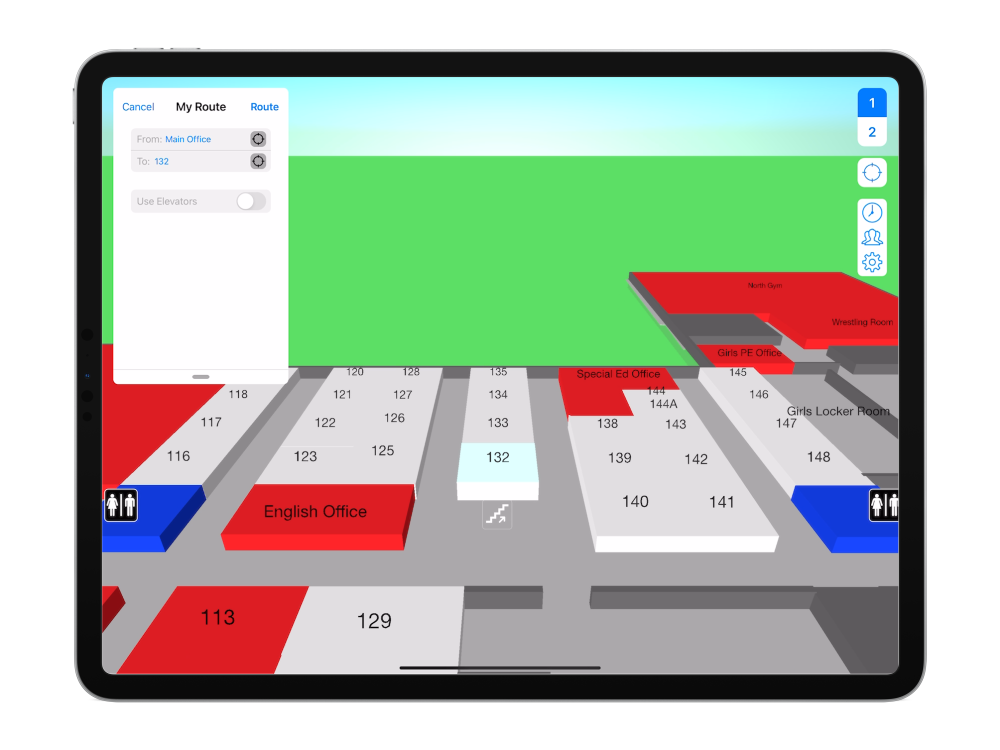 Cancel My Route Route
From: Main Office
To: 132
Use Elevators
1
2
North Gym
Wrestling Room
Girls PE Office
120 128 135 Special Ed Office 145
118 121 127 134 144 146
144A
Girls Locker Room
117 122 126 133 138 143 147
116 123 125 132 139 142 148
140 141
English Office
113 129